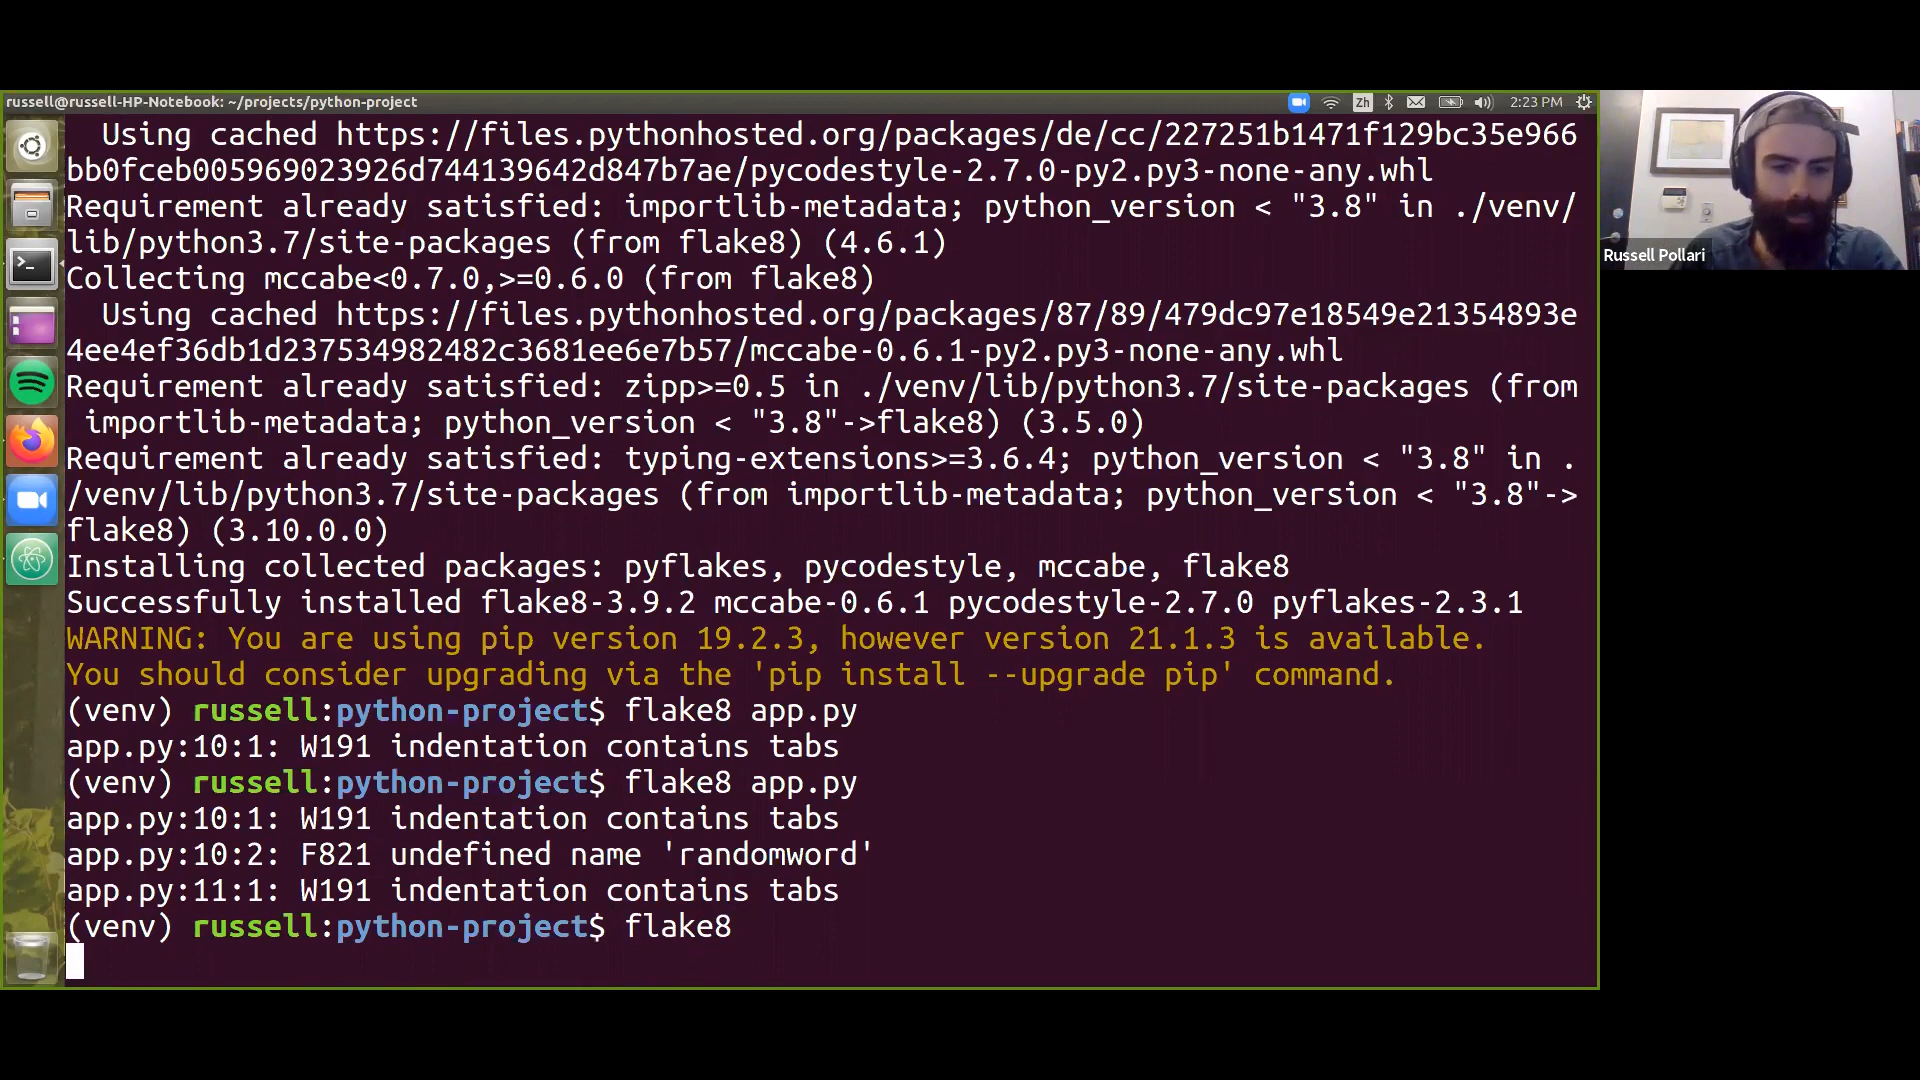 russell@russell-HP-Notebook: ~/projects/python-project
Zh
2:23 PM
Using cached https://files.pythonhosted.org/packages/de/cc/227251b1471f129bc35e966
bb0fceb005969023926d744139642d847b7ae/pycodestyle-2.7.0-py2.py3-none-any.whl
Requirement already satisfied: importlib-metadata; python_version < "3.8" in ./venv/
lib/python3.7/site-packages (from flake8) (4.6.1)
Collecting mccabe<0.7.0,>=0.6.0 (from flake8)
Using cached https://files.pythonhosted.org/packages/87/89/479dc97e18549e21354893e
4ee4ef36db1d237534982482c3681ee6e7b57/mccabe-0.6.1-py2.py3-none-any.whl
Requirement already satisfied: zipp>=0.5 in ./venv/lib/python3.7/site-packages (from
importlib-metadata; python_version < "3.8"->flake8) (3.5.0)
Requirement already satisfied: typing-extensions>=3.6.4; python_version < "3.8" in .
/venv/lib/python3.7/site-packages (from importlib-metadata; python_version < "3.8"->
flake8) (3.10.0.0)
Installing collected packages: pyflakes, pycodestyle, mccabe, flake8
Successfully installed flake8-3.9.2 mccabe-0.6.1 pycodestyle-2.7.0 pyflakes-2.3.1
WARNING: You are using pip version 19.2.3, however version 21.1.3 is available.
You should consider upgrading via the 'pip install --upgrade pip' command.
(venv) russell:python-project$ flake8 app.py
app.py:10:1: W191 indentation contains tabs
(venv) russell:python-project$ flake8 app.py
app.py:10:1: W191 indentation contains tabs
app.py:10:2: F821 undefined name 'randomword'
app.py:11:1: W191 indentation contains tabs
(venv) russell:python-project$ flake8
Russell Pollari